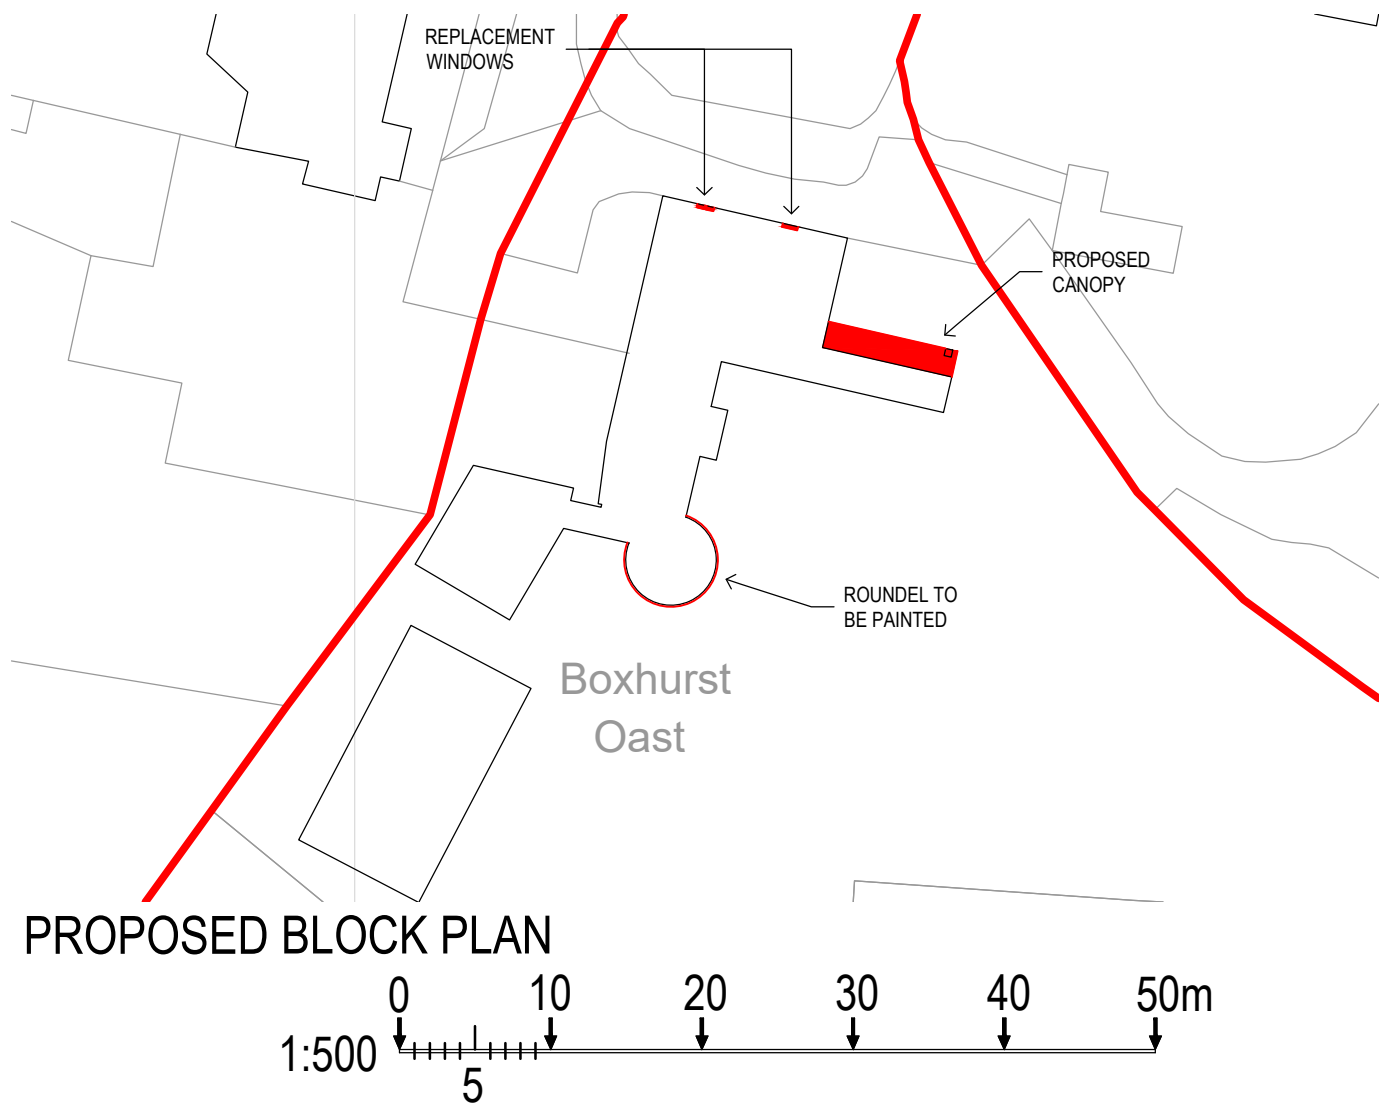 REPLACEMENT
WINDOWS
PROPOSED
CANOPY
ROUNDEL TO
BE PAINTED
Boxhurst
Oast
PROPOSED BLOCK PLAN
0 10 20 30 40 50m
1:500
5